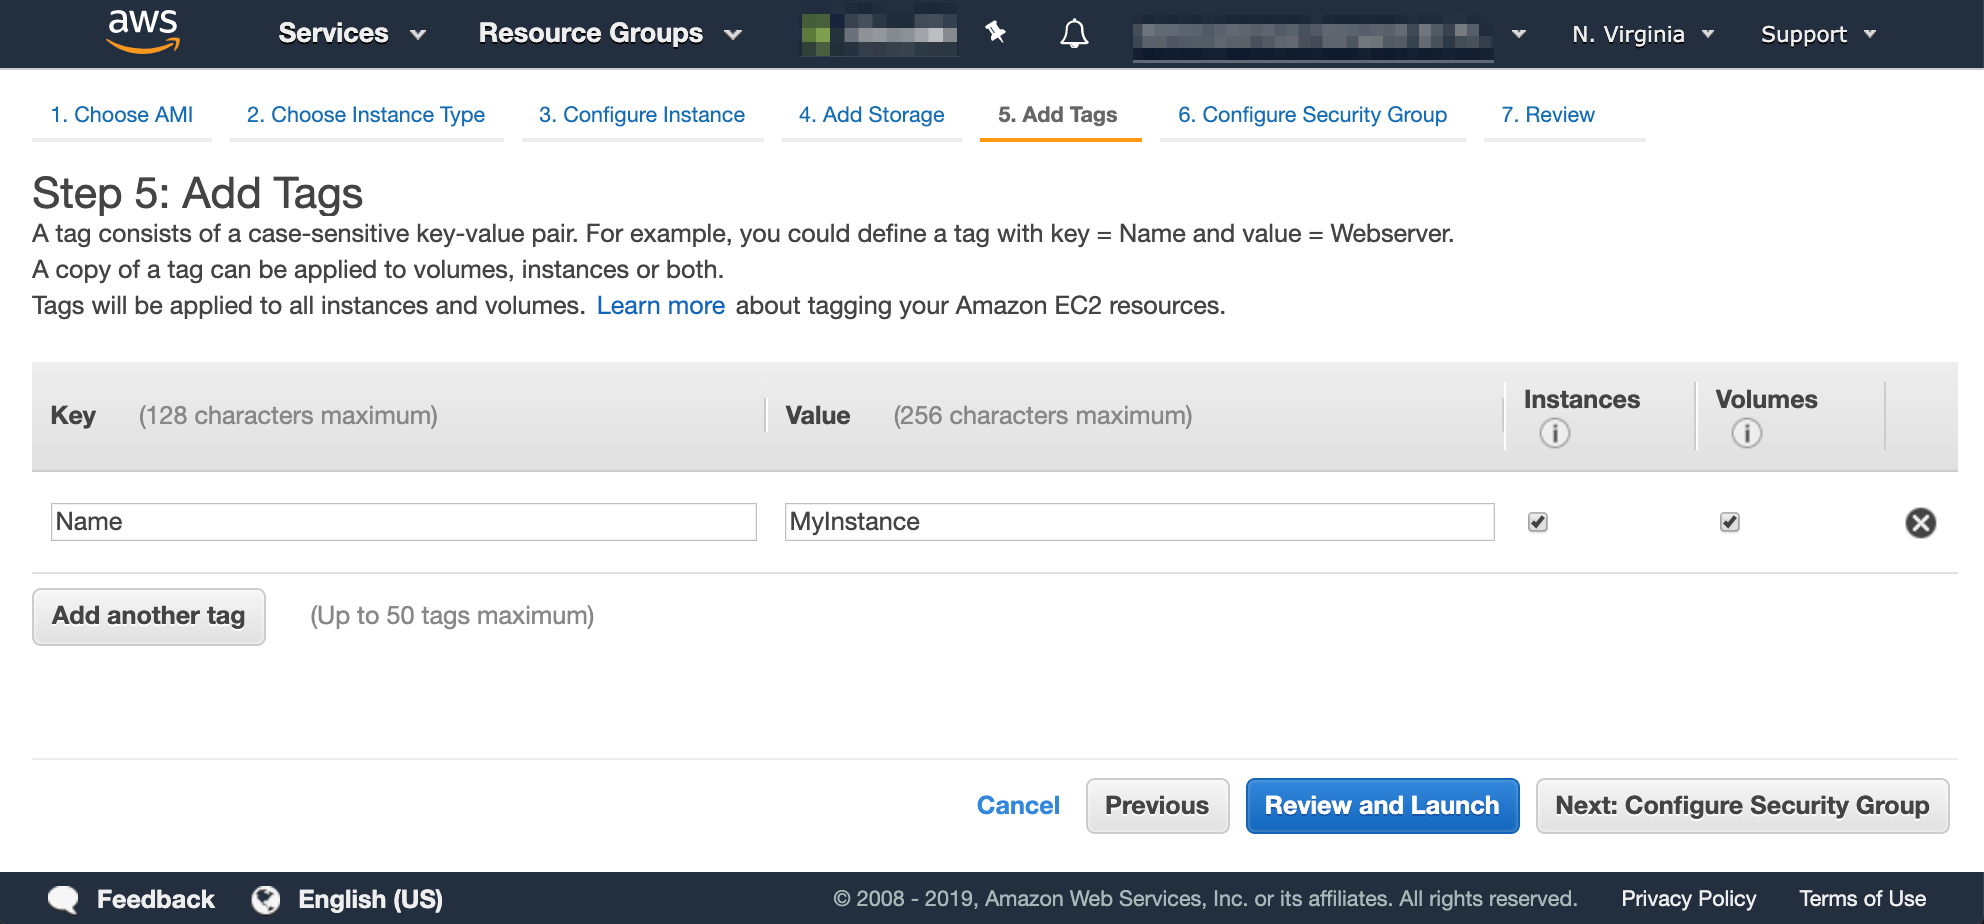 aws Services Resource Groups N. Virginia Support
1. Choose AMI 2. Choose Instance Type 3. Configure Instance 4. Add Storage 5. Add Tags 6. Configure Security Group 7. Review
Step 5: Add Tags
A tag consists of a case-sensitive key-value pair. For example, you could define a tag with key = Name and value = Webserver.
A copy of a tag can be applied to volumes, instances or both.
Tags will be applied to all instances and volumes. Learn more about tagging your Amazon EC2 resources.
Key (128 characters maximum) Value (256 characters maximum) Instances Volumes
Name MyInstance
Add another tag (Up to 50 tags maximum)
Cancel Previous Review and Launch Next: Configure Security Group
Feedback English (US) © 2008 - 2019, Amazon Web Services, Inc. or its affiliates. All rights reserved. Privacy Policy Terms of Use